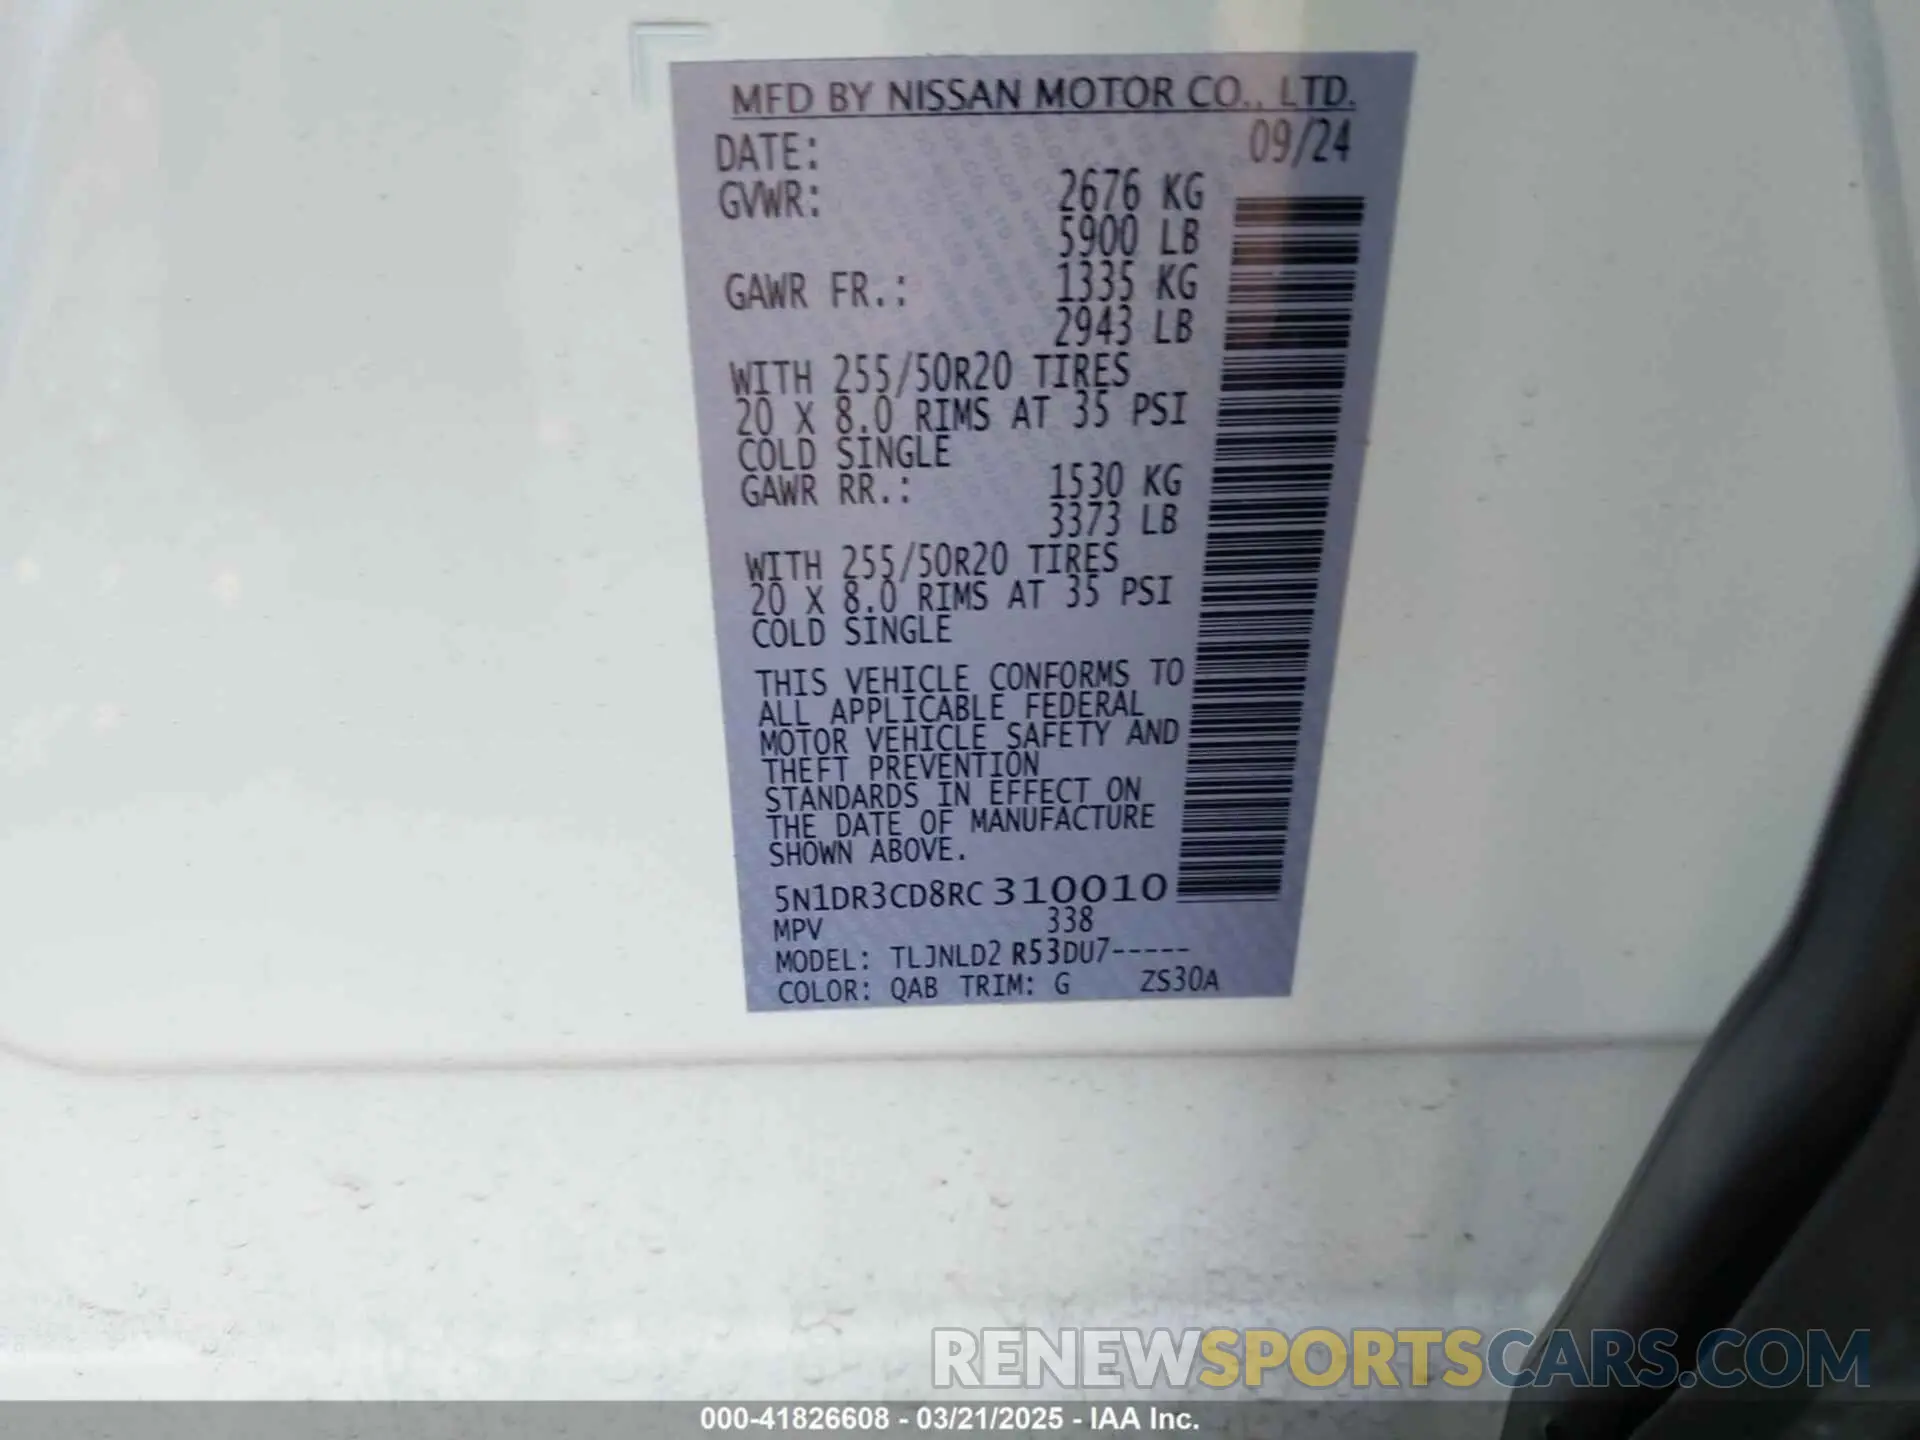 MFD BY NISSAN MOTOR CO., LTD.
DATE: 09/24
GVWR: 2676 KG
5900 LB
GAWR FR.: 1335 KG
2943 LB
WITH 255/50R20 TIRES
20 X 8.0 RIMS AT 35 PSI
COLD SINGLE
GAWR RR.: 1530 KG
3373 LB
WITH 255/50R20 TIRES
20 X 8.0 RIMS AT 35 PSI
COLD SINGLE
THIS VEHICLE CONFORMS TO
ALL APPLICABLE FEDERAL
MOTOR VEHICLE SAFETY AND
THEFT PREVENTION
STANDARDS IN EFFECT ON
THE DATE OF MANUFACTURE
SHOWN ABOVE.
5N1DR3CD8RC310010
MPV 338
MODEL: TLJNLD2 R53DU7-----
COLOR: QAB TRIM: G ZS30A
RENEWSPORTSCARS.COM
000-41826608 - 03/21/2025 - IAA Inc.